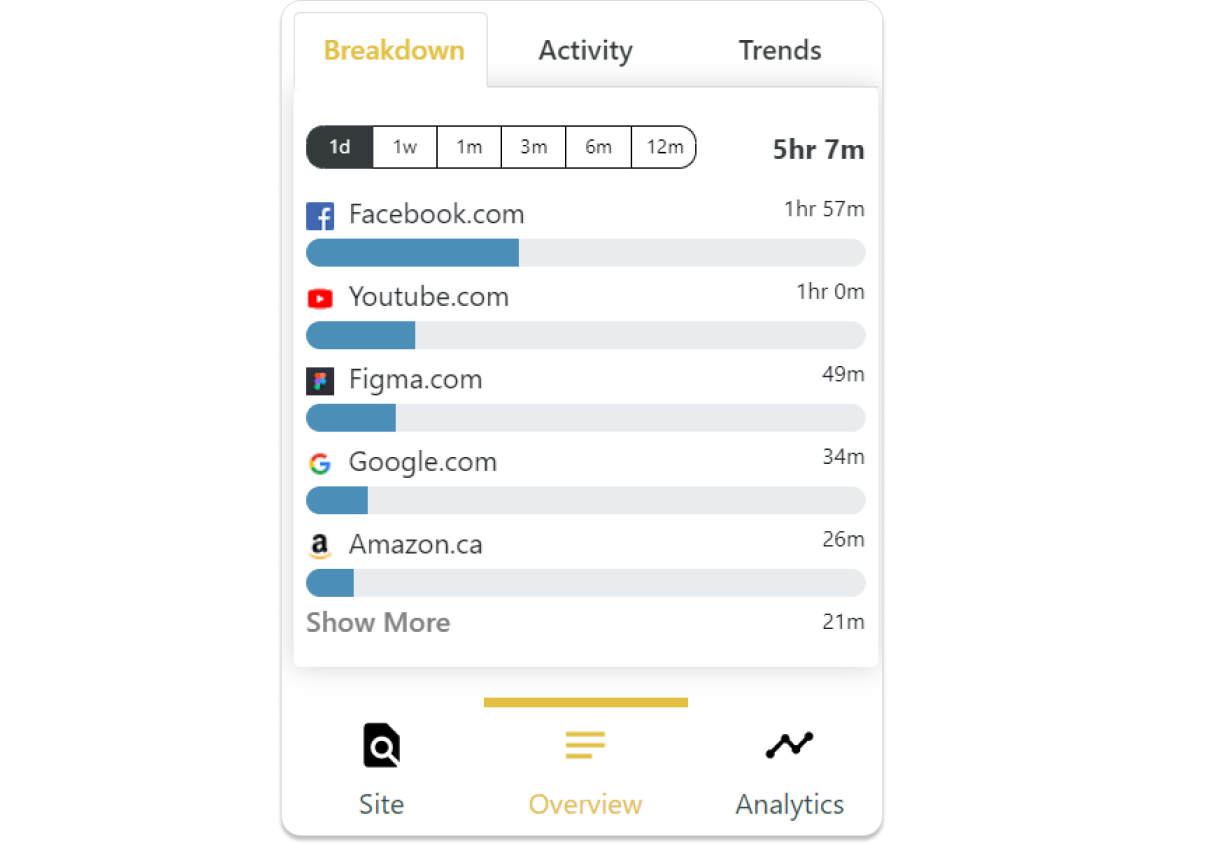 Breakdown Activity Trends
1d 1w 1m 3m 6m 12m 5hr 7m
Facebook.com 1hr 57m
Youtube.com 1hr 0m
Figma.com 49m
Google.com 34m
Amazon.ca 26m
Show More 21m
Site Overview Analytics